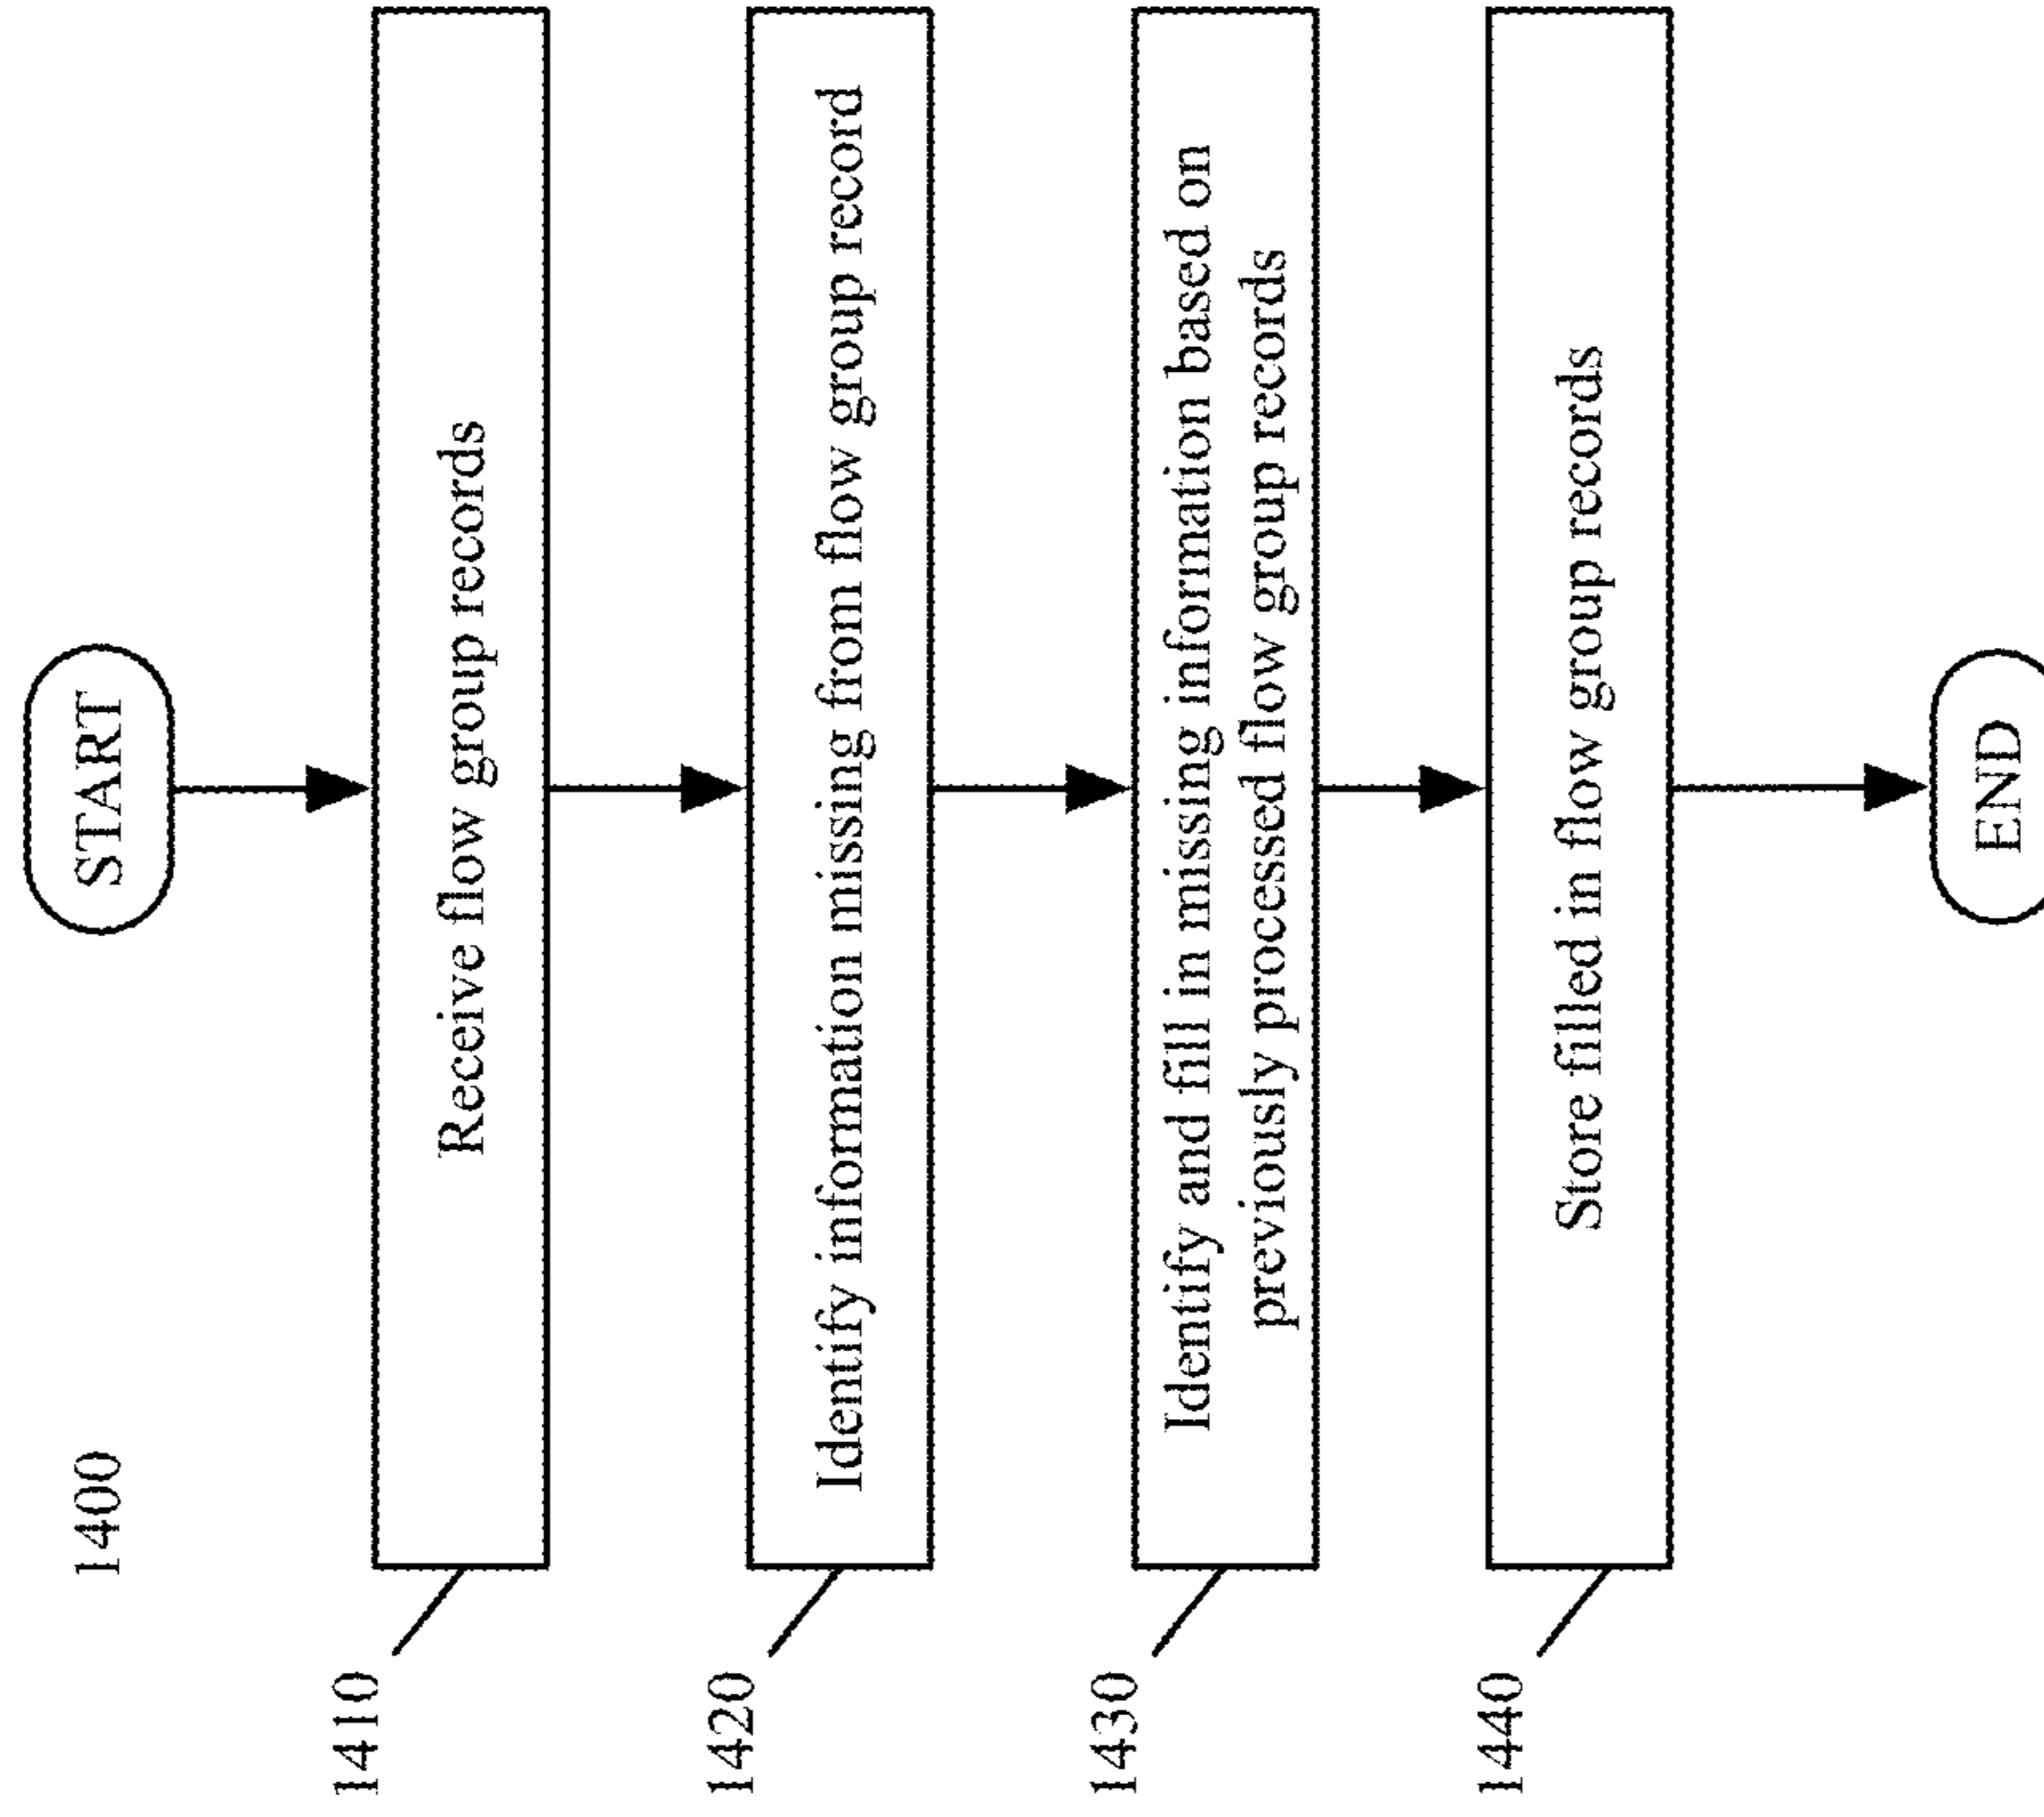 1400
START
1410
Receive flow group records
1420
Identify information missing from flow group record
1430
Identify and fill in missing information based on
previously processed flow group records
1440
Store filled in flow group records
END